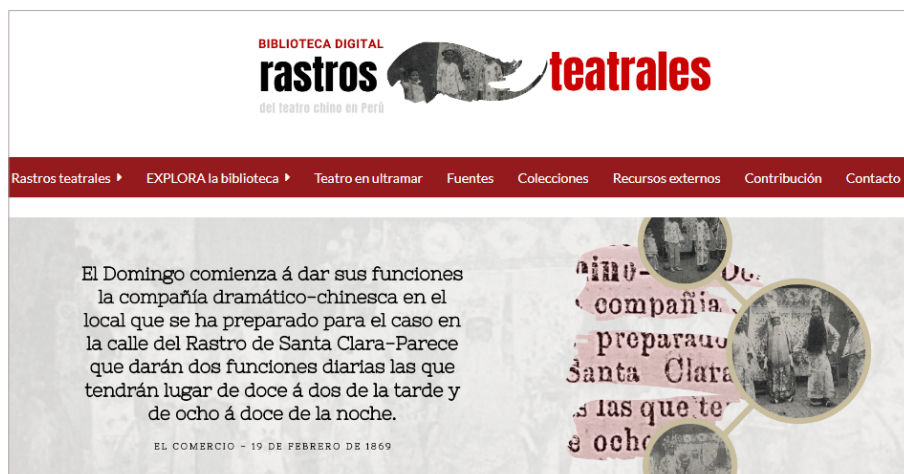 BIBLIOTECA DIGITAL
rastros teatrales
del teatro chino en Perú
Rastros teatrales EXPLORA la biblioteca Teatro en ultramar Fuentes Colecciones Recursos externos Contribución Contacto
El Domingo comienza á dar sus funciones
la compañía dramático-chinesca en el
local que se ha preparado para el caso en
la calle del Rastro de Santa Clara-Parece
que darán dos funciones diarias las que
tendrán lugar de doce á dos de la tarde y
de ocho á doce de la noche.
EL COMERCIO - 19 DE FEBRERO DE 1869
compañia
Santa Clara
las que te
ocho